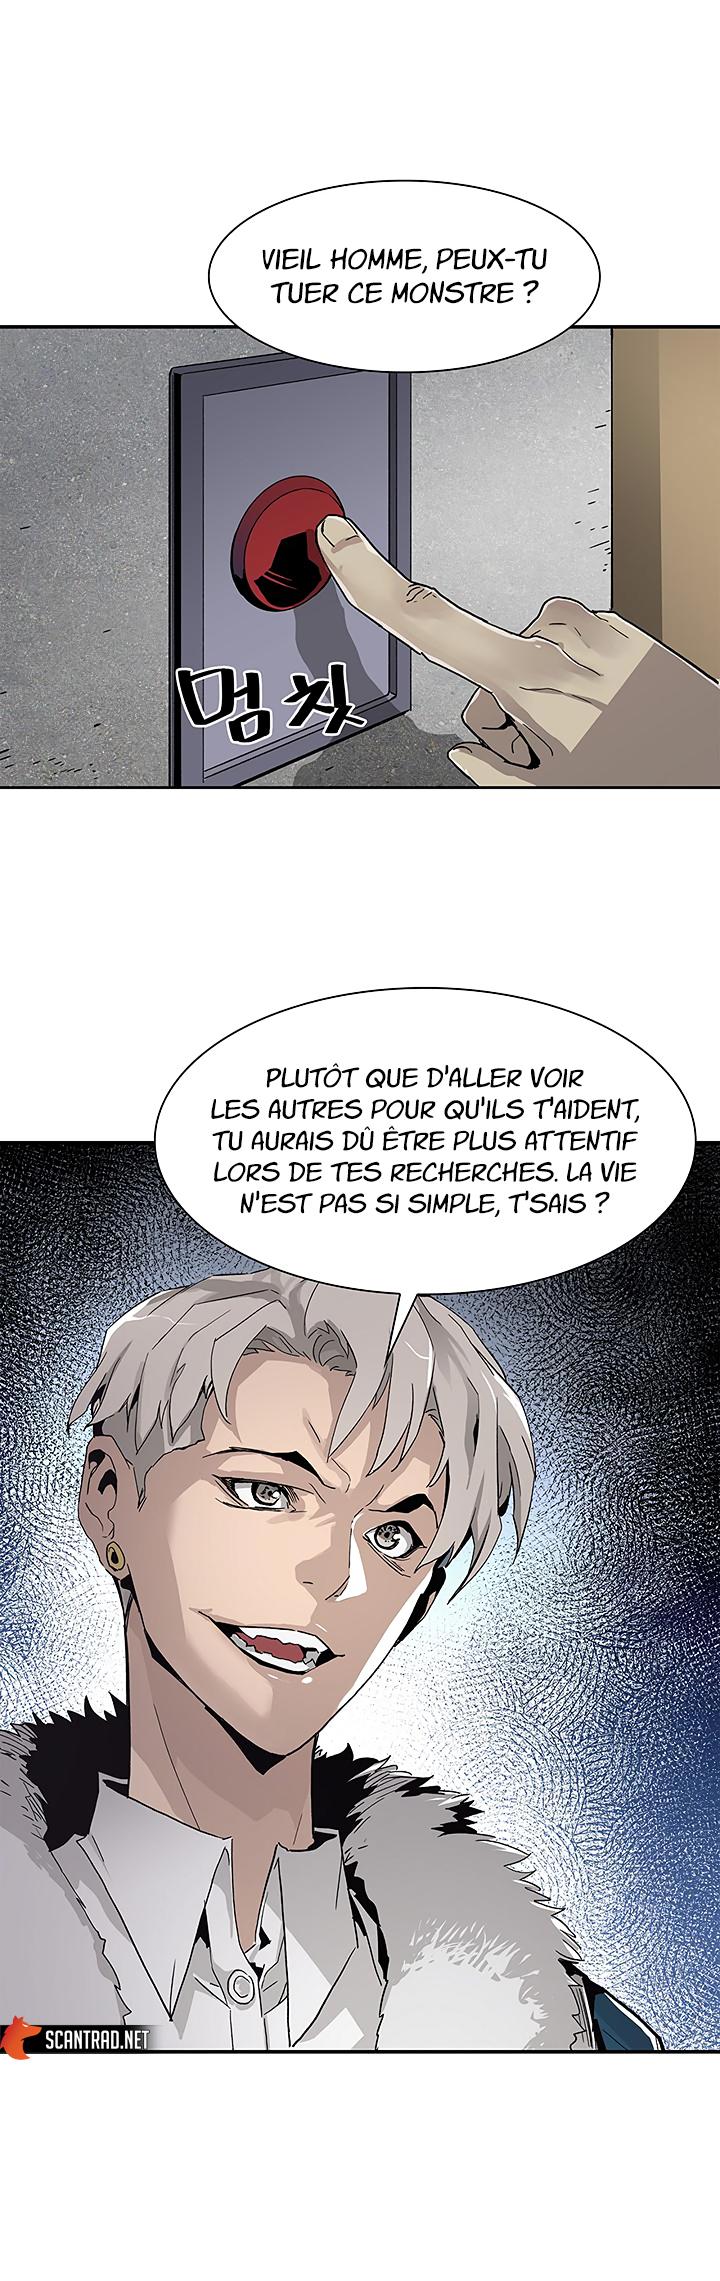 VIEIL HOMME, PEUX-TU
TUER CE MONSTRE ?
멈칫
PLUTÔT QUE D'ALLER VOIR
LES AUTRES POUR QU'ILS T'AIDENT,
TU AURAIS DÛ ÊTRE PLUS ATTENTIF
LORS DE TES RECHERCHES. LA VIE
N'EST PAS SI SIMPLE, T'SAIS ?
SCANTRAD.NET